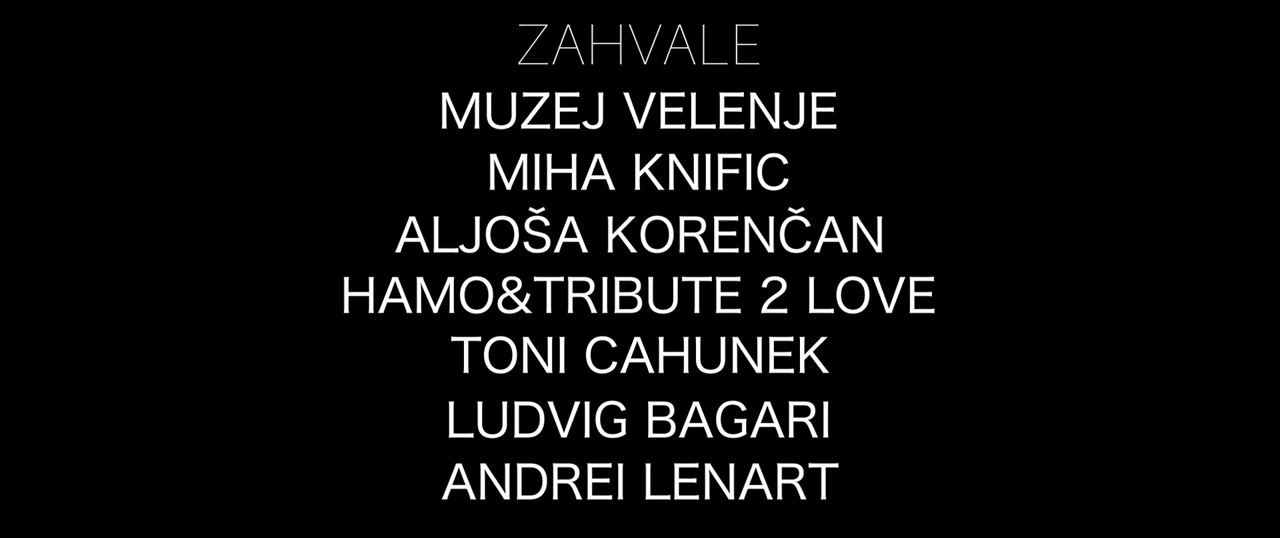 ZAHVALE
MUZEJ VELENJE
MIHA KNIFIC
ALJOŠA KORENČAN
HAMO&TRIBUTE 2 LOVE
TONI CAHUNEK
LUDVIG BAGARI
ANDREI LENART